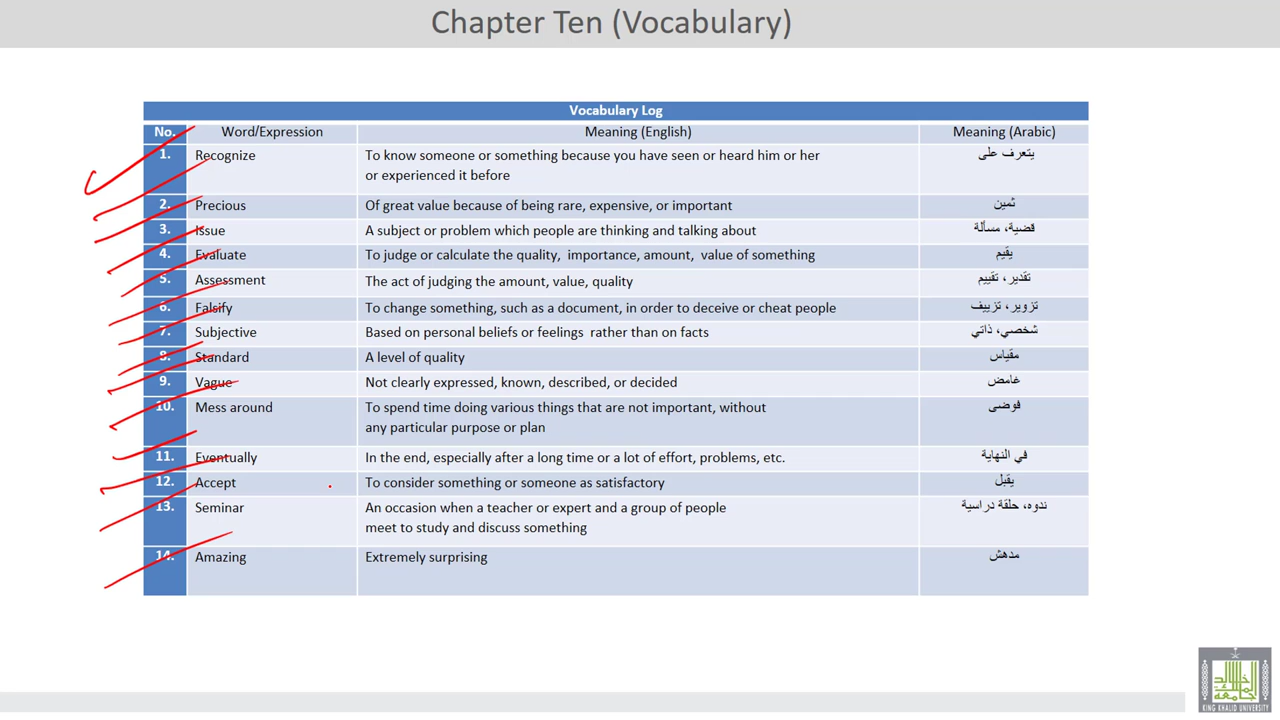 Chapter Ten (Vocabulary)
Vocabulary Log
No. Word/Expression Meaning (English) Meaning (Arabic)
1. Recognize To know someone or something because you have seen or heard him or her يتعرف على
or experienced it before
2. Precious Of great value because of being rare, expensive, or important ثمين
3. Issue A subject or problem which people are thinking and talking about قضية، مسألة
4. Evaluate To judge or calculate the quality, importance, amount, value of something يقيم
5. Assessment The act of judging the amount, value, quality تقدير، تقييم
6. Falsify To change something, such as a document, in order to deceive or cheat people تزوير، تزييف
7. Subjective Based on personal beliefs or feelings rather than on facts شخصي، ذاتي
8. Standard A level of quality مقياس
9. Vague Not clearly expressed, known, described, or decided غامض
10. Mess around To spend time doing various things that are not important, without فوضى
any particular purpose or plan
11. Eventually In the end, especially after a long time or a lot of effort, problems, etc. في النهاية
12. Accept To consider something or someone as satisfactory يقبل
13. Seminar An occasion when a teacher or expert and a group of people ندوه، حلقة دراسية
meet to study and discuss something
14. Amazing Extremely surprising مدهش
جامعة الملك خالد
KING KHALID UNIVERSITY